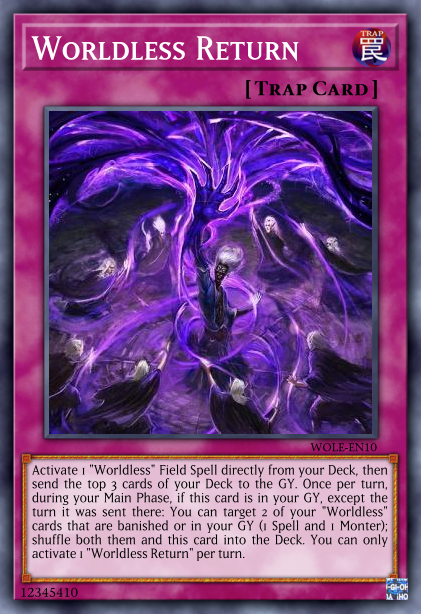 Worldless Return
TRAP
罠
[Trap Card]
WOLE-EN10
Activate 1 "Worldless" Field Spell directly from your Deck, then
send the top 3 cards of your Deck to the GY. Once per turn,
during your Main Phase, if this card is in your GY, except the
turn it was sent there: You can target 2 of your "Worldless"
cards that are banished or in your GY (1 Spell and 1 Monter);
shuffle both them and this card into the Deck. You can only
activate 1 "Worldless Return" per turn.
12345410